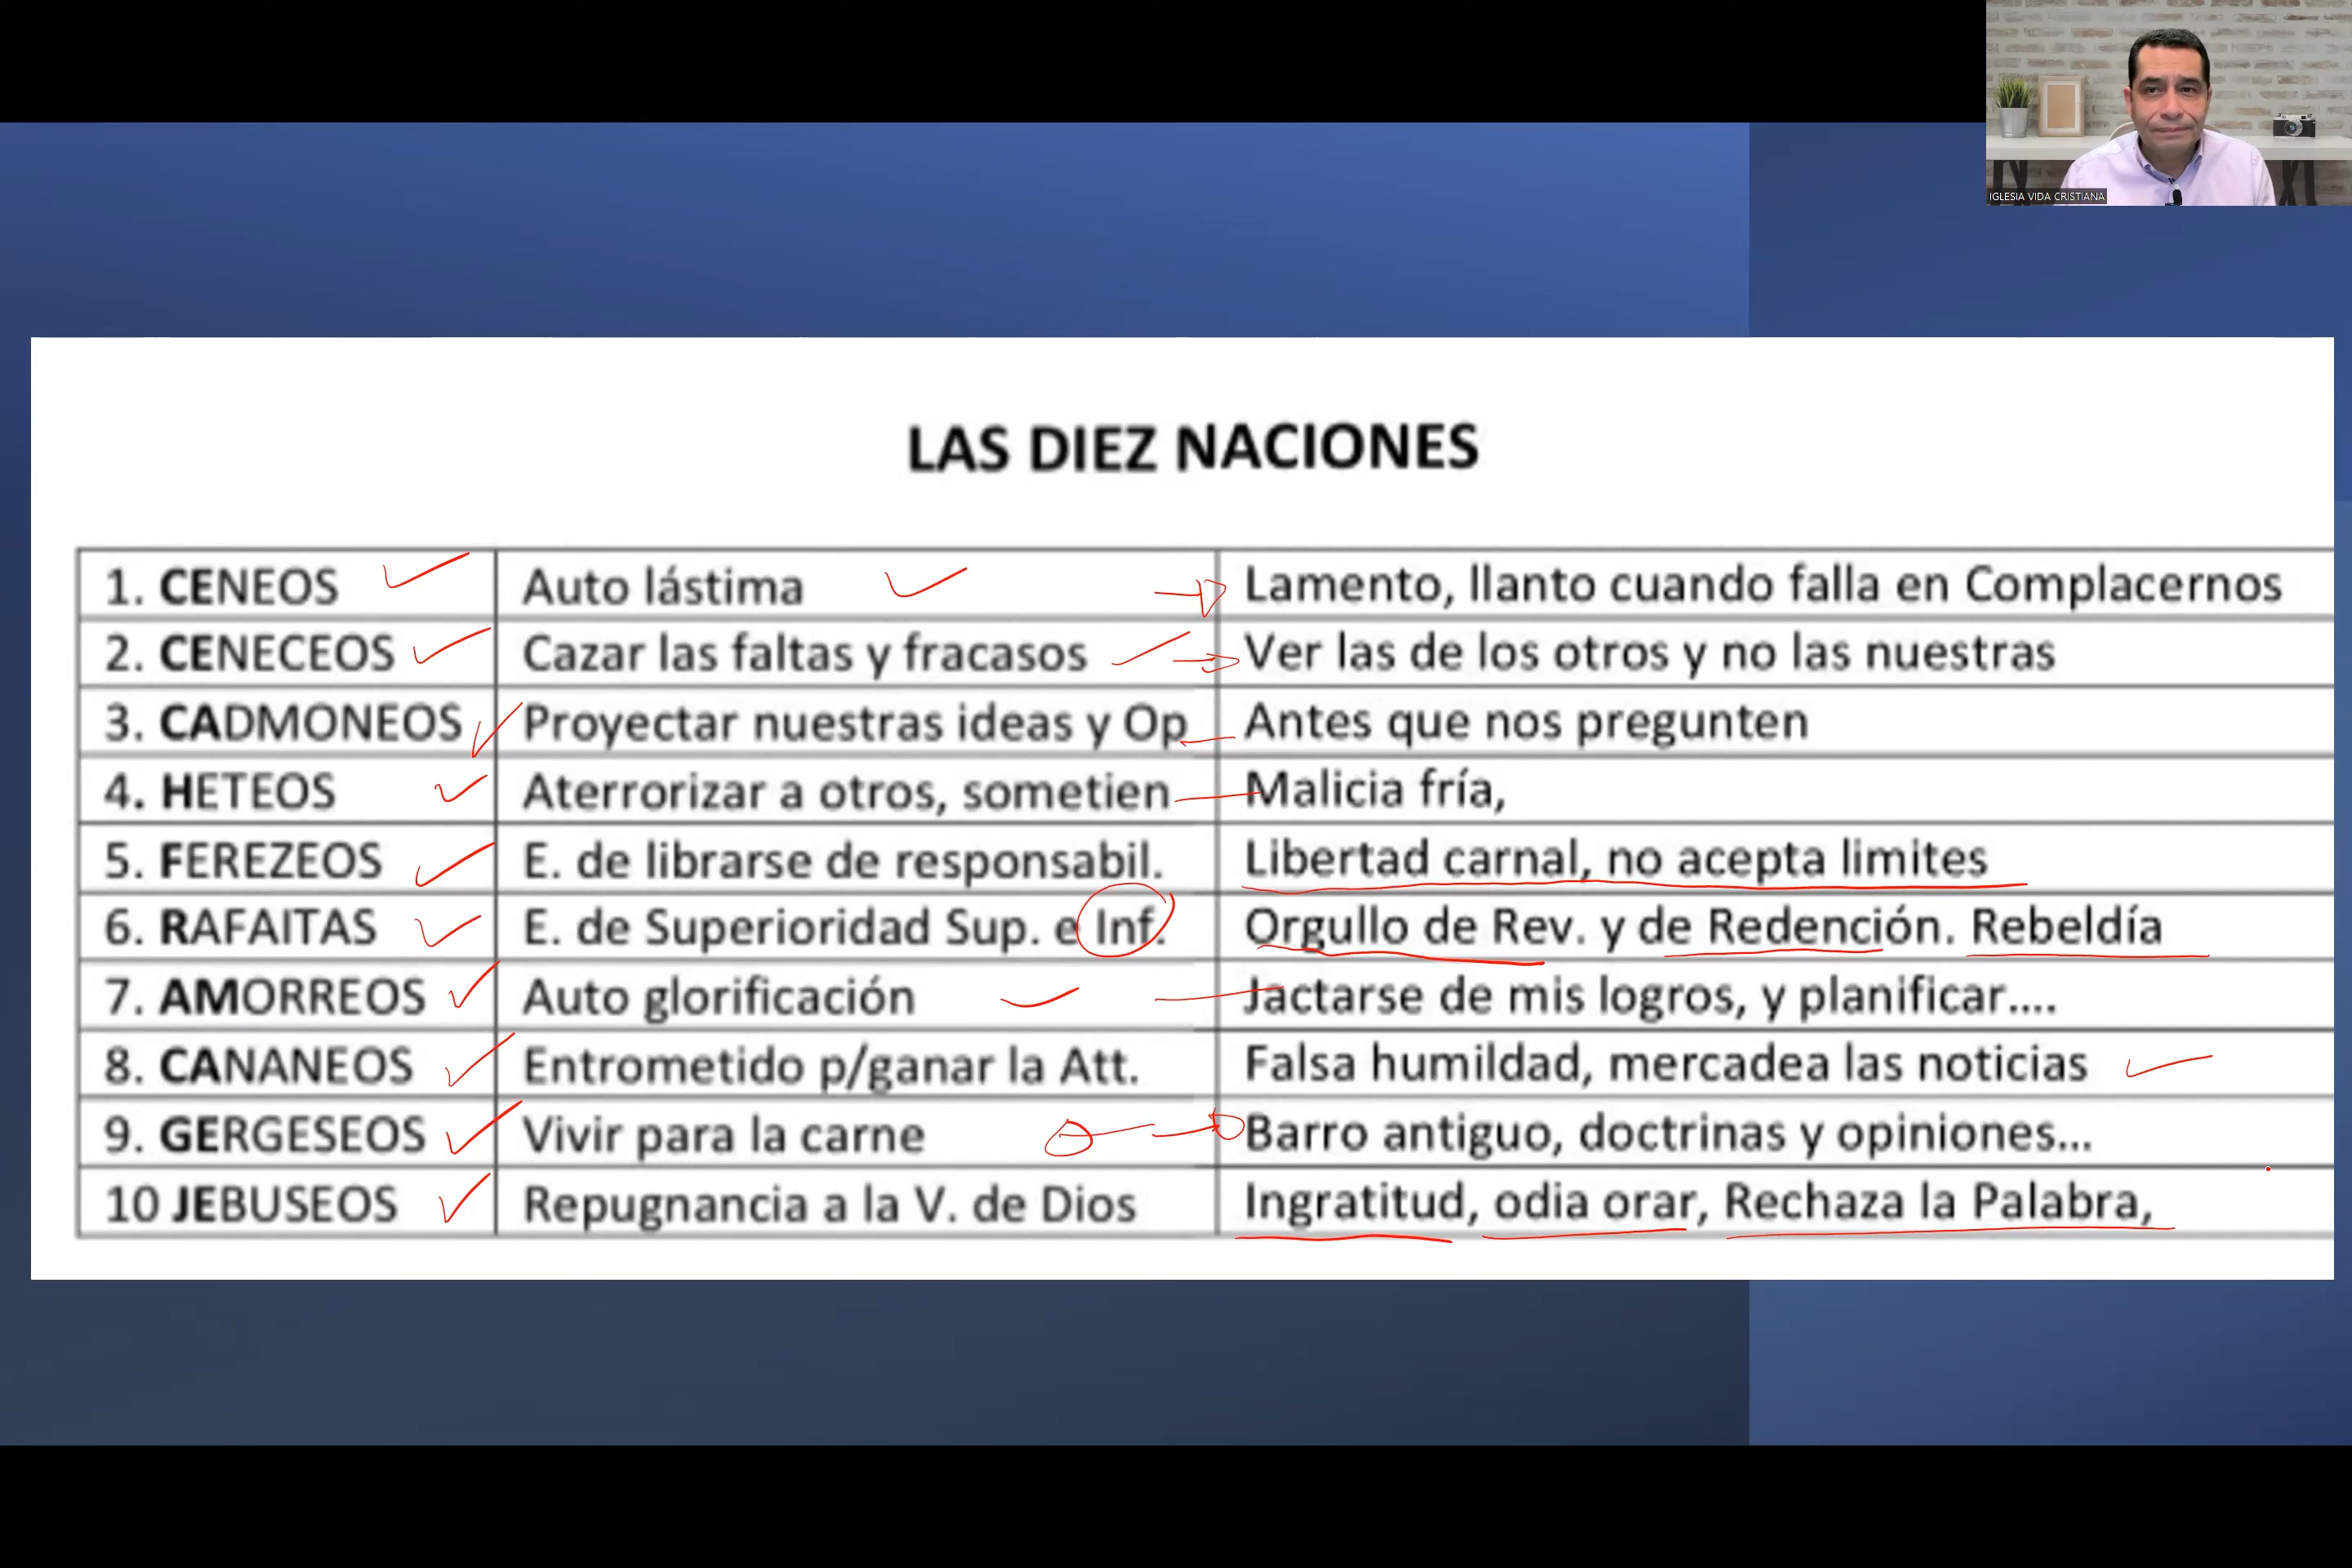 IGLESIA VIDA CRISTIANA
LAS DIEZ NACIONES
1. CENEOS Auto lástima Lamento, llanto cuando falla en Complacernos
2. CENECEOS Cazar las faltas y fracasos Ver las de los otros y no las nuestras
3. CADMONEOS Proyectar nuestras ideas y Op Antes que nos pregunten
4. HETEOS Aterrorizar a otros, sometien Malicia fría,
5. FEREZEOS E. de librarse de responsabil. Libertad carnal, no acepta limites
6. RAFAITAS E. de Superioridad Sup. e Inf. Orgullo de Rev. y de Redención. Rebeldía
7. AMORREOS Auto glorificación Jactarse de mis logros, y planificar....
8. CANANEOS Entrometido p/ganar la Att. Falsa humildad, mercadea las noticias
9. GERGESEOS Vivir para la carne Barro antiguo, doctrinas y opiniones...
10 JEBUSEOS Repugnancia a la V. de Dios Ingratitud, odia orar, Rechaza la Palabra,